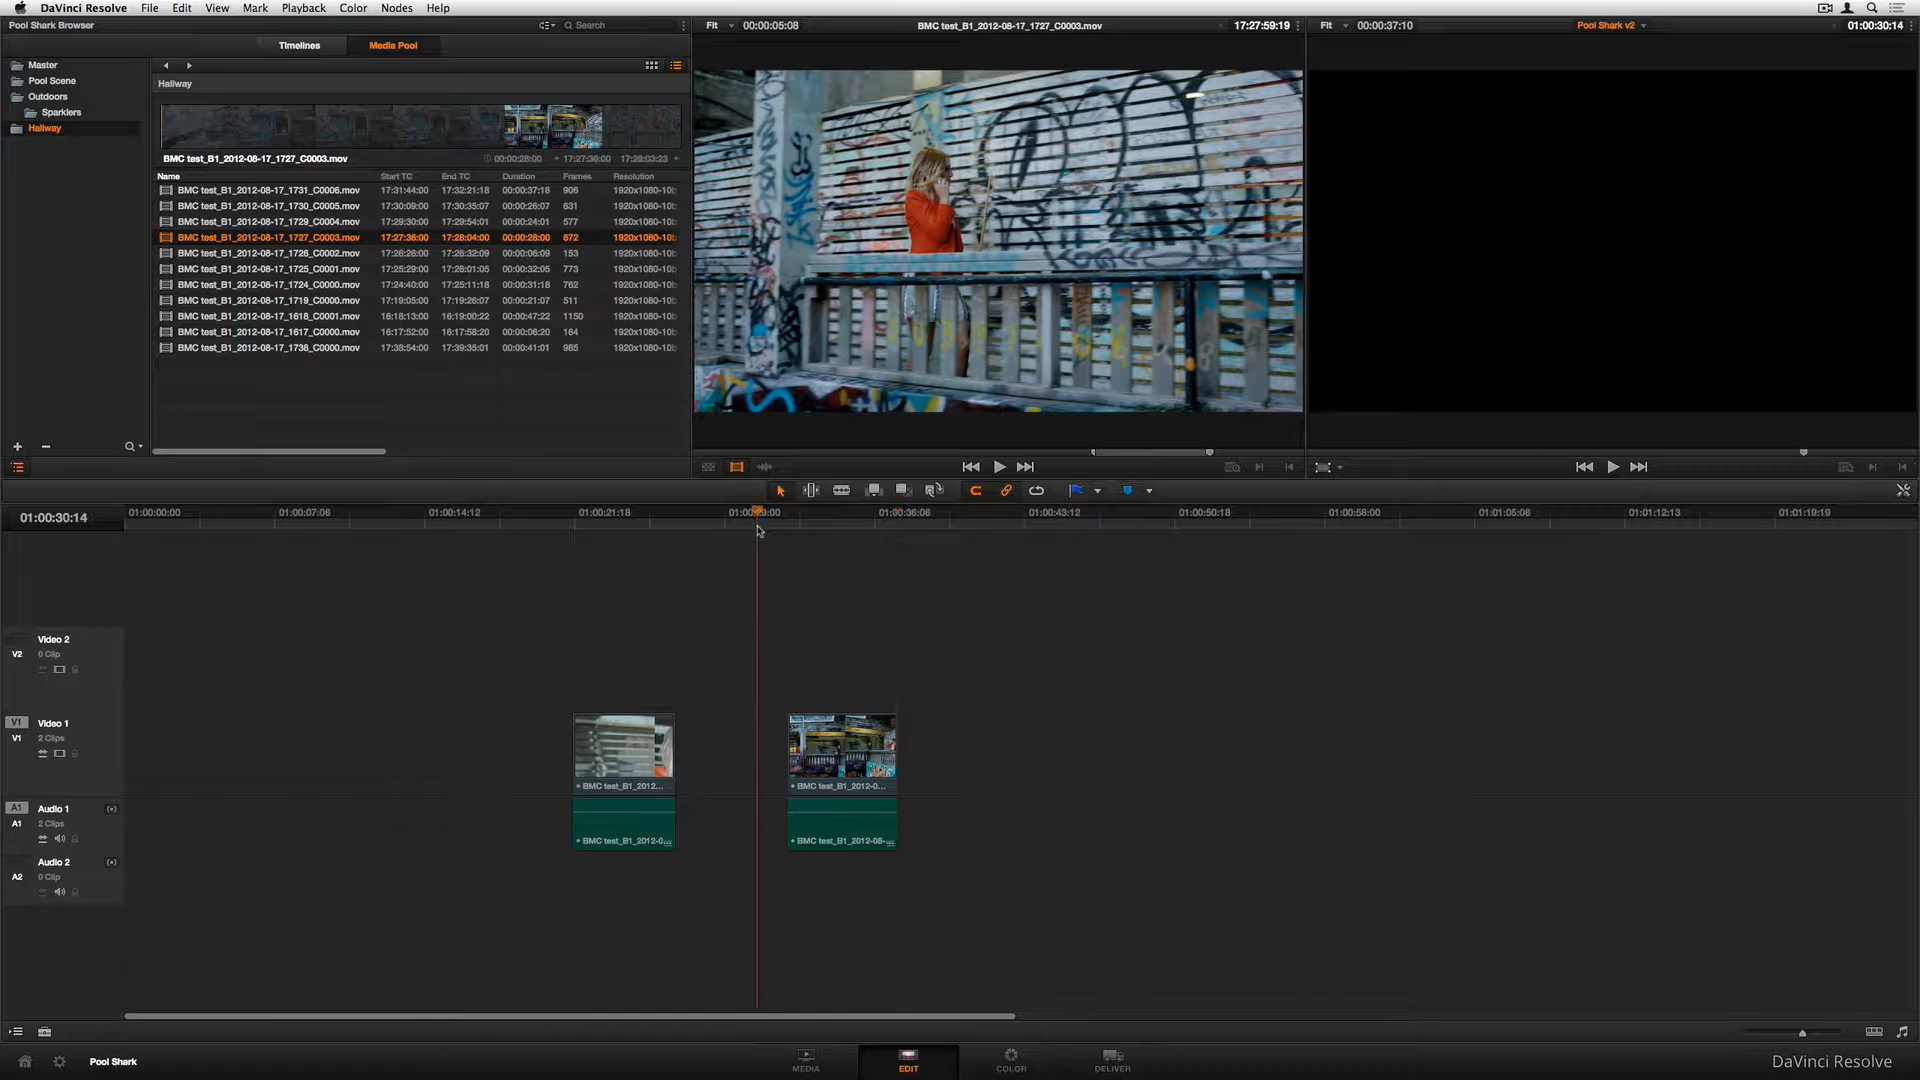 DaVinci Resolve File Edit View Mark Playback Color Nodes Help
Pool Shark Browser
Search
Fit 00:00:05:08 BMC test_B1_2012-08-17_1727_C0003.mov 17:27:59:19
Fit 00:00:37:10 Pool Shark v2 01:00:30:14
Timelines Media Pool
Master
Pool Scene
Outdoors
Sparklers
Hallway
Hallway
BMC test_B1_2012-08-17_1727_C0003.mov 00:00:28:00 17:27:36:00 17:28:03:23
Name Start TC End TC Duration Frames Resolution
BMC test_B1_2012-08-17_1731_C0006.mov 17:31:44:00 17:32:21:18 00:00:37:18 906 1920x1080-10b
BMC test_B1_2012-08-17_1730_C0005.mov 17:30:09:00 17:30:35:07 00:00:26:07 631 1920x1080-10b
BMC test_B1_2012-08-17_1729_C0004.mov 17:29:30:00 17:29:54:01 00:00:24:01 577 1920x1080-10b
BMC test_B1_2012-08-17_1727_C0003.mov 17:27:36:00 17:28:04:00 00:00:28:00 672 1920x1080-10b
BMC test_B1_2012-08-17_1726_C0002.mov 17:26:26:00 17:26:32:09 00:00:06:09 153 1920x1080-10b
BMC test_B1_2012-08-17_1725_C0001.mov 17:25:29:00 17:26:01:05 00:00:32:05 773 1920x1080-10b
BMC test_B1_2012-08-17_1724_C0000.mov 17:24:40:00 17:25:11:18 00:00:31:18 762 1920x1080-10b
BMC test_B1_2012-08-17_1719_C0000.mov 17:19:05:00 17:19:26:07 00:00:21:07 511 1920x1080-10b
BMC test_B1_2012-08-17_1618_C0001.mov 16:18:13:00 16:19:00:22 00:00:47:22 1150 1920x1080-10b
BMC test_B1_2012-08-17_1617_C0000.mov 16:17:52:00 16:17:58:20 00:00:06:20 164 1920x1080-10b
BMC test_B1_2012-08-17_1738_C0000.mov 17:38:54:00 17:39:35:01 00:00:41:01 985 1920x1080-10b
01:00:30:14
01:00:00:00 01:00:07:06 01:00:14:12 01:00:21:18 01:00:29:00 01:00:36:06 01:00:43:12 01:00:50:18 01:00:58:00 01:01:05:06 01:01:12:13 01:01:19:19
Video 2
V2 0 Clip
V1 Video 1
V1 2 Clips
BMC test_B1_2012... BMC test_B1_2012-0...
A1 Audio 1
A1 2 Clips
BMC test_B1_2012-0... BMC test_B1_2012-08-...
Audio 2
A2 0 Clip
Pool Shark
MEDIA EDIT COLOR DELIVER
DaVinci Resolve